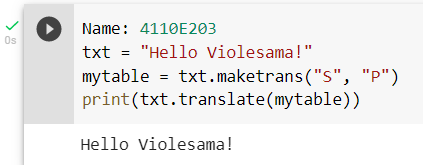 0s
Name: 4110E203
txt = "Hello Violesama!"
mytable = txt.maketrans("S", "P")
print(txt.translate(mytable))
Hello Violesama!